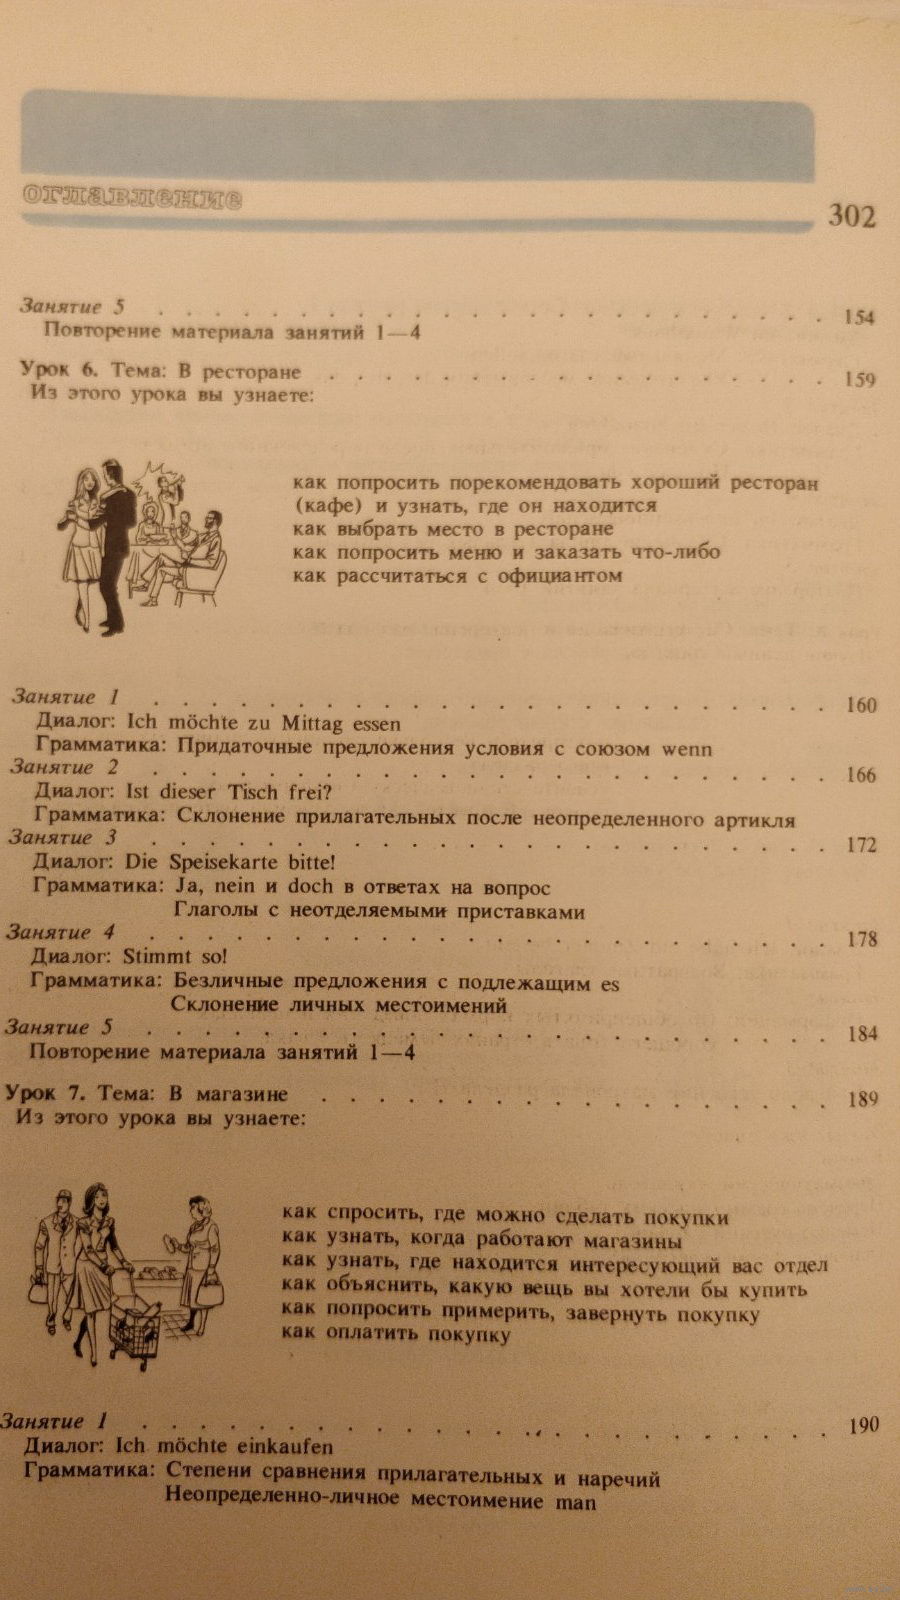 оглавление
302
Занятие 5 . . . . . . . . . . . . . . . . . . . . . . . . 154
Повторение материала занятий 1—4
Урок 6. Тема: В ресторане . . . . . . . . . . . . . . . . . . 159
Из этого урока вы узнаете:
как попросить порекомендовать хороший ресторан
(кафе) и узнать, где он находится
как выбрать место в ресторане
как попросить меню и заказать что-либо
как рассчитаться с официантом
Занятие 1 . . . . . . . . . . . . . . . . . . . . . . . . 160
Диалог: Ich möchte zu Mittag essen
Грамматика: Придаточные предложения условия с союзом wenn
Занятие 2 . . . . . . . . . . . . . . . . . . . . . . . . 166
Диалог: Ist dieser Tisch frei?
Грамматика: Склонение прилагательных после неопределенного артикля
Занятие 3 . . . . . . . . . . . . . . . . . . . . . . . . 172
Диалог: Die Speisekarte bitte!
Грамматика: Ja, nein и doch в ответах на вопрос
Глаголы с неотделяемыми приставками
Занятие 4 . . . . . . . . . . . . . . . . . . . . . . . . 178
Диалог: Stimmt so!
Грамматика: Безличные предложения с подлежащим es
Склонение личных местоимений
Занятие 5 . . . . . . . . . . . . . . . . . . . . . . . . 184
Повторение материала занятий 1—4
Урок 7. Тема: В магазине . . . . . . . . . . . . . . . . . . 189
Из этого урока вы узнаете:
как спросить, где можно сделать покупки
как узнать, когда работают магазины
как узнать, где находится интересующий вас отдел
как объяснить, какую вещь вы хотели бы купить
как попросить примерить, завернуть покупку
как оплатить покупку
Занятие 1 . . . . . . . . . . . . . . . . . . . . . . . . 190
Диалог: Ich möchte einkaufen
Грамматика: Степени сравнения прилагательных и наречий
Неопределенно-личное местоимение man